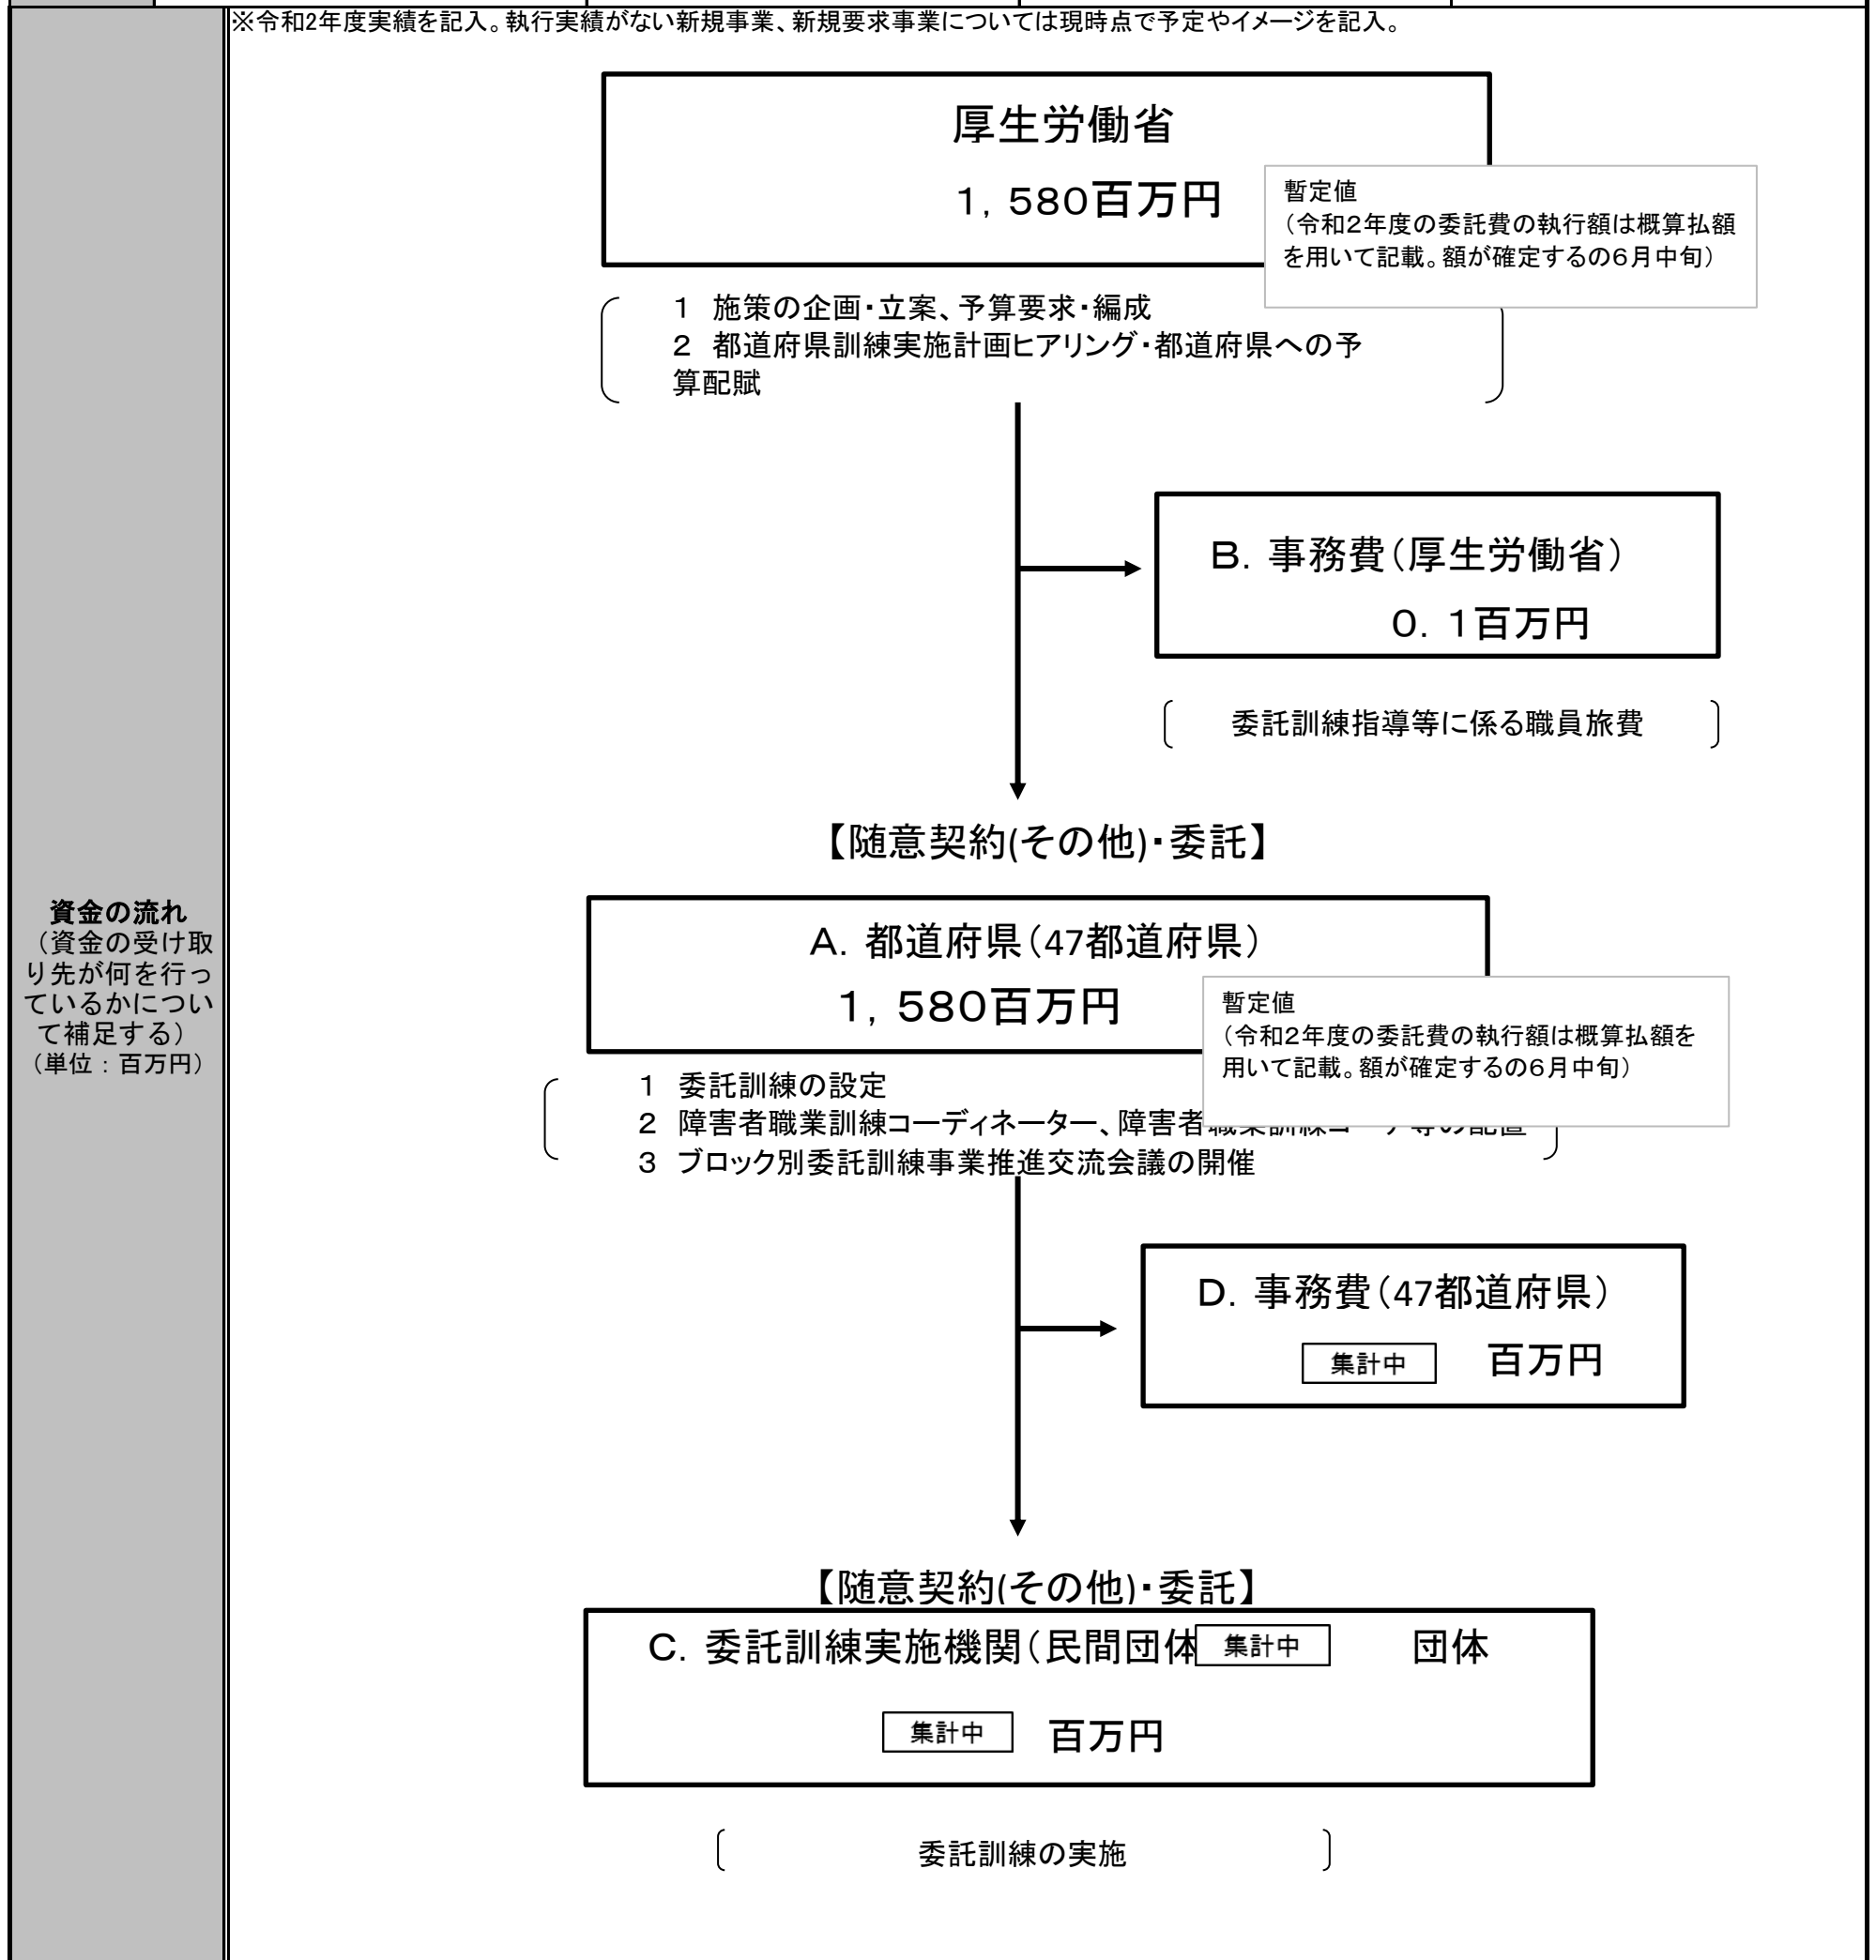 ※令和2年度実績を記入。執行実績がない新規事業、新規要求事業については現時点で予定やイメージを記入。
資金の流れ
（資金の受け取
り先が何を行っ
ているかについ
て補足する）
（単位：百万円）
厚生労働省
１，５８０百万円
暫定値
（令和２年度の委託費の執行額は概算払額
を用いて記載。額が確定するの６月中旬）
１　施策の企画・立案、予算要求・編成
２　都道府県訓練実施計画ヒアリング・都道府県への予
算配賦
Ｂ．事務費（厚生労働省）
０．１百万円
委託訓練指導等に係る職員旅費
【随意契約(その他)・委託】
Ａ．都道府県（47都道府県）
１，５８０百万円
暫定値
（令和２年度の委託費の執行額は概算払額を
用いて記載。額が確定するの６月中旬）
１　委託訓練の設定
２　障害者職業訓練コーディネーター、障害者職業訓練コーチ等の配置
３　ブロック別委託訓練事業推進交流会議の開催
Ｄ．事務費（47都道府県）
集計中　百万円
【随意契約(その他)・委託】
Ｃ．委託訓練実施機関（民間団体 集計中　団体
集計中　百万円
委託訓練の実施